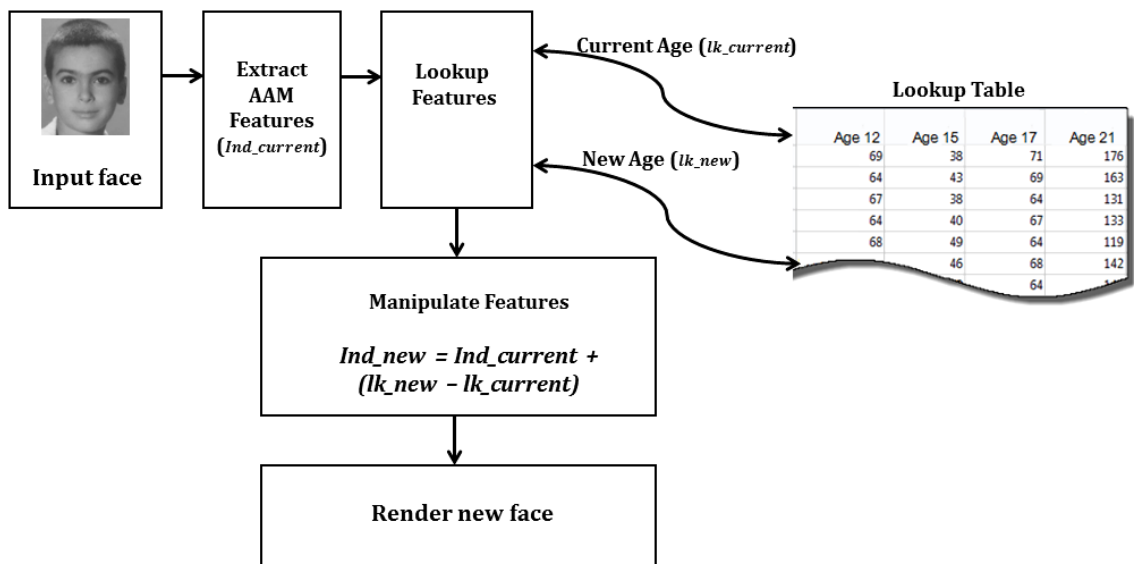 Input face
Extract
AAM
Features
(Ind_current)
Lookup
Features
Current Age (lk_current)
New Age (lk_new)
Lookup Table
Age 12 Age 15 Age 17 Age 21
69 38 71 176
64 43 69 163
67 38 64 131
64 40 67 133
68 49 64 119
46 68 142
64
Manipulate Features
Ind_new = Ind_current +
(lk_new – lk_current)
Render new face